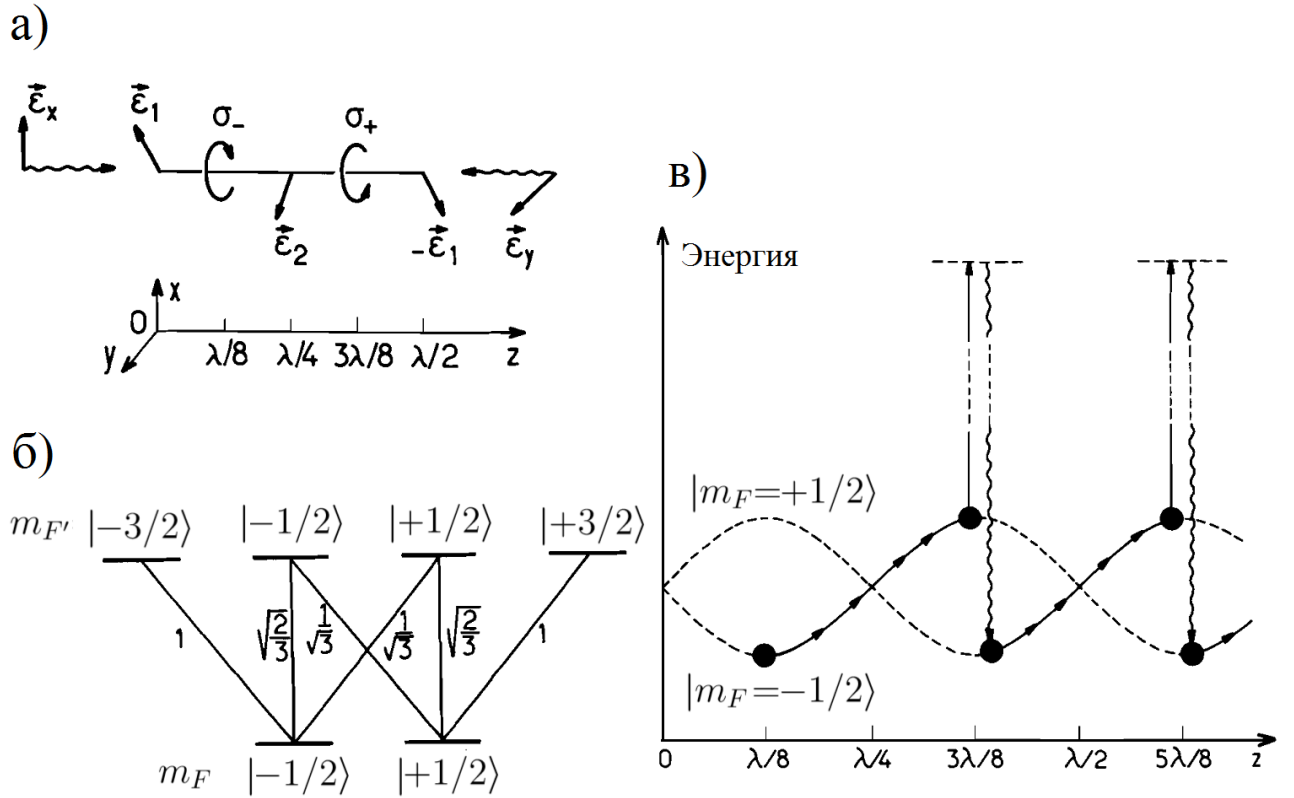 а)
ε⃗x ε⃗1 σ− σ+
ε⃗2 −ε⃗1 ε⃗y
x
0
y λ/8 λ/4 3λ/8 λ/2 z
б)
mF′ |−3/2⟩ |−1/2⟩ |+1/2⟩ |+3/2⟩
1 √2/3 1/√3 1/√3 √2/3 1
mF |−1/2⟩ |+1/2⟩
в)
Энергия
|mF=+1/2⟩
|mF=−1/2⟩
0 λ/8 λ/4 3λ/8 λ/2 5λ/8 z